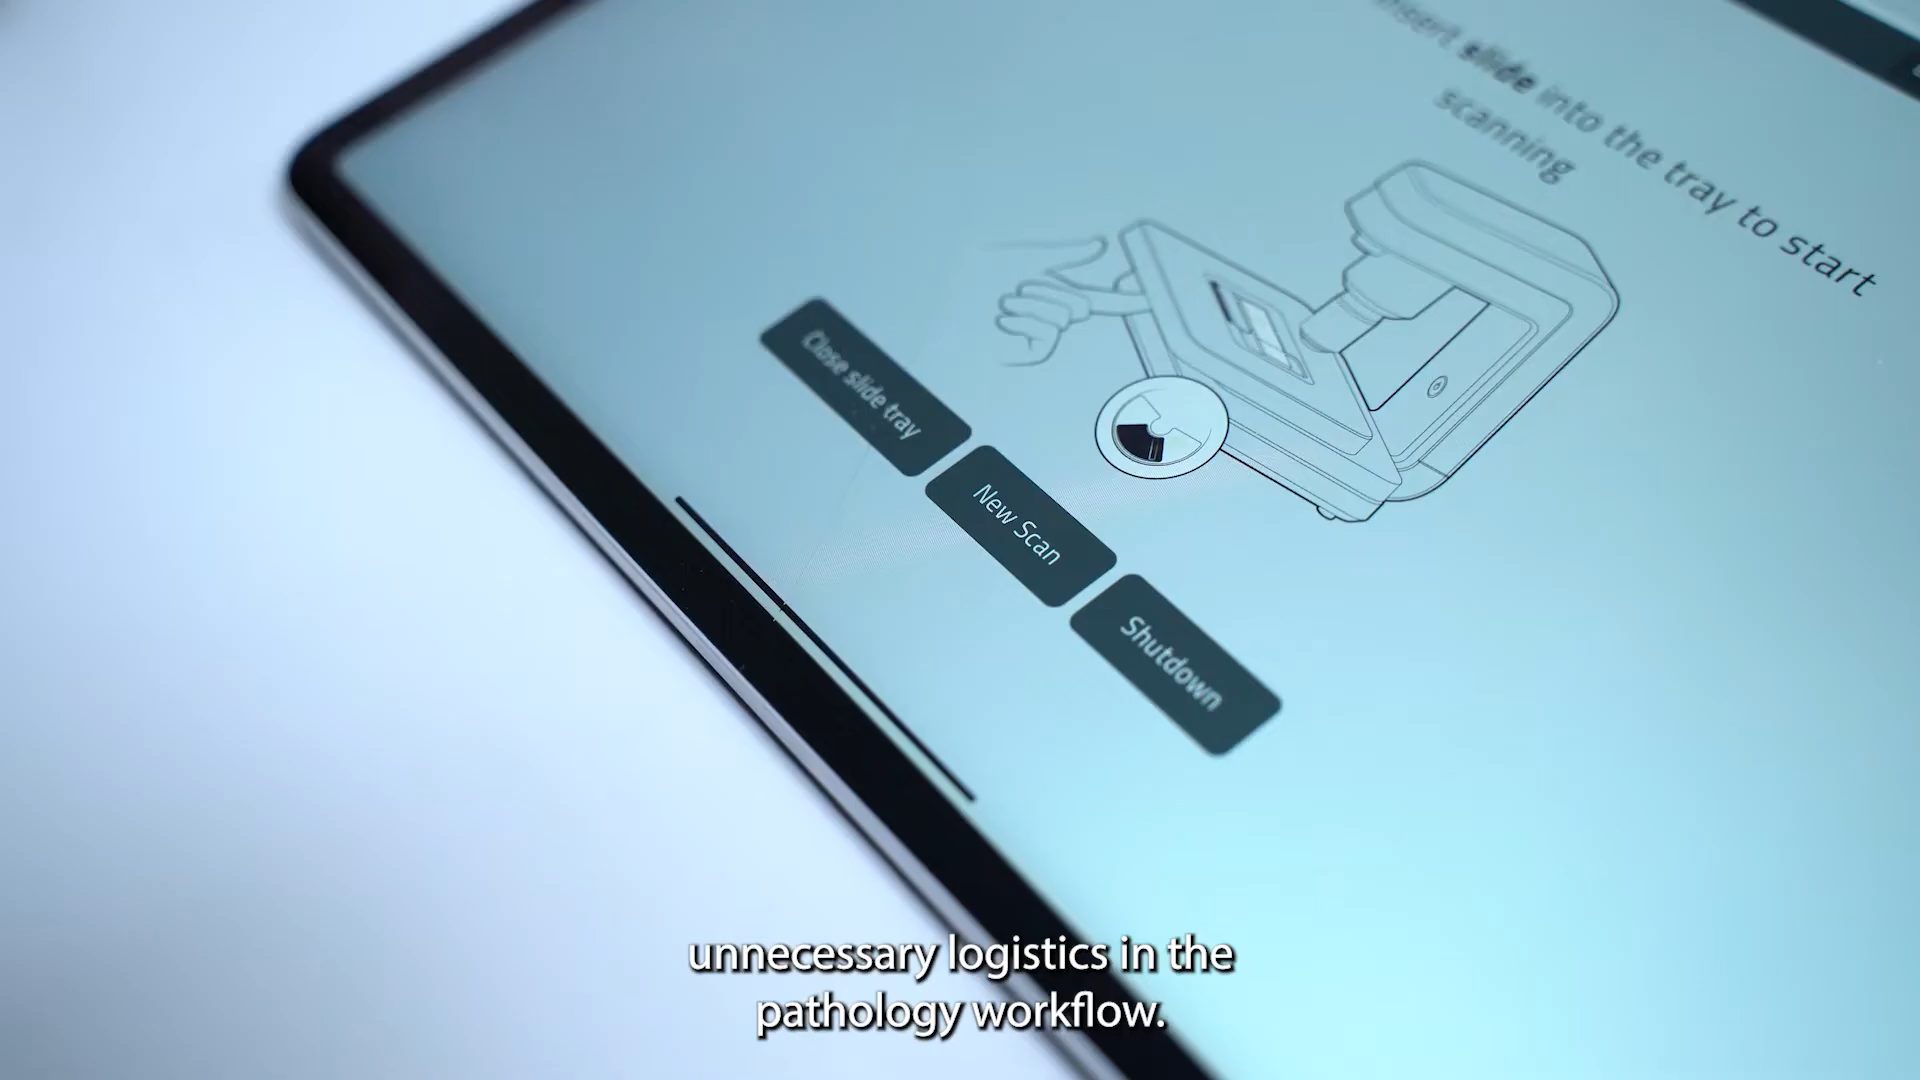 Insert slide into the tray to start
scanning
Close slide tray
New Scan
Shutdown
unnecessary logistics in the
pathology workflow.